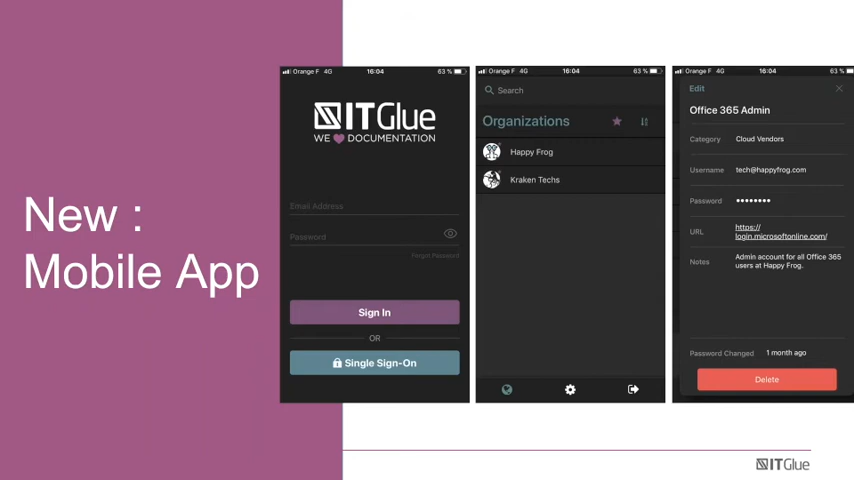 New :
Mobile App
Orange F 4G 16:04 63 %
ITGlue
WE DOCUMENTATION
Email Address
Password
Forgot Password
Sign In
OR
Single Sign-On
Orange F 4G 16:04 63 %
Search
Organizations
Happy Frog
Kraken Techs
Orange F 4G 16:04 63 %
Edit
Office 365 Admin
Category Cloud Vendors
Username tech@happyfrog.com
Password ••••••••
URL https://
login.microsoftonline.com/
Notes Admin account for all Office 365
users at Happy Frog.
Password Changed 1 month ago
Delete
ITGlue